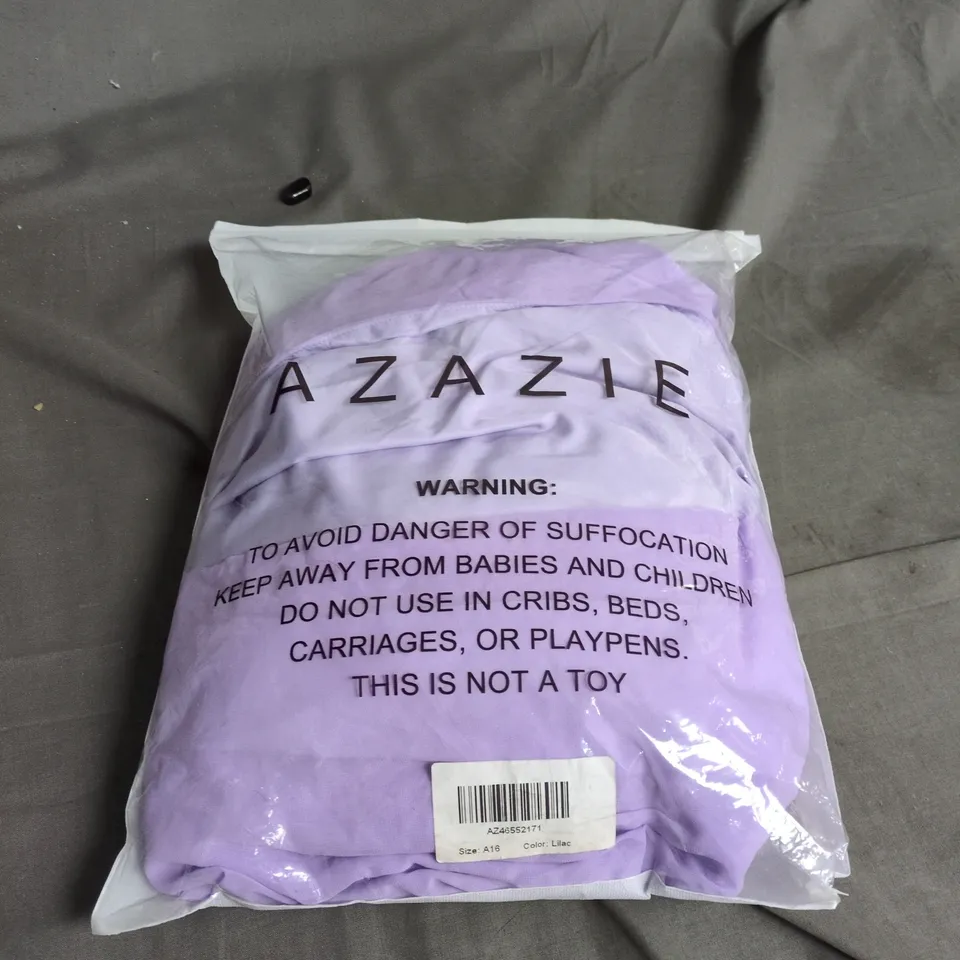 AZAZIE
WARNING:
TO AVOID DANGER OF SUFFOCATION
KEEP AWAY FROM BABIES AND CHILDREN
DO NOT USE IN CRIBS, BEDS,
CARRIAGES, OR PLAYPENS.
THIS IS NOT A TOY
AZ46552171
Size: A16 Color: Lilac